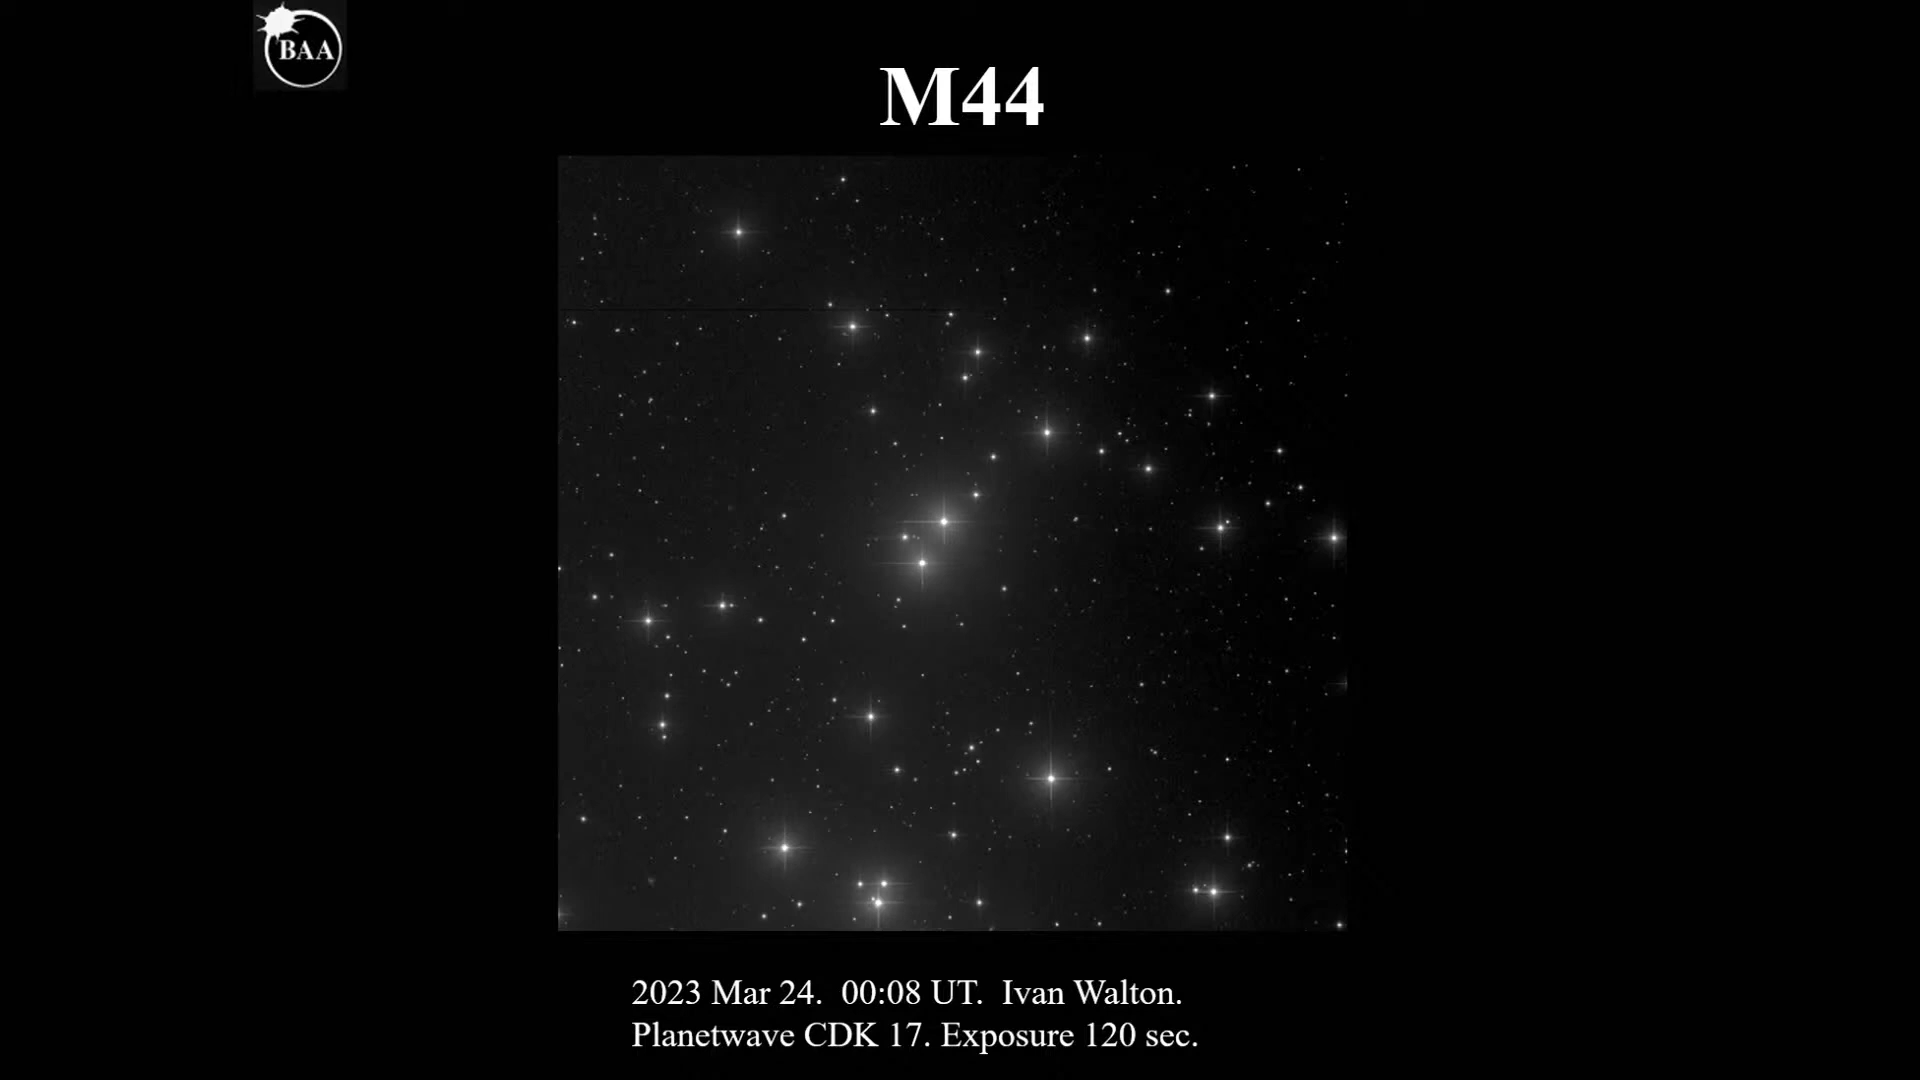 BAA
M44
2023 Mar 24.  00:08 UT.  Ivan Walton.
Planetwave CDK 17. Exposure 120 sec.